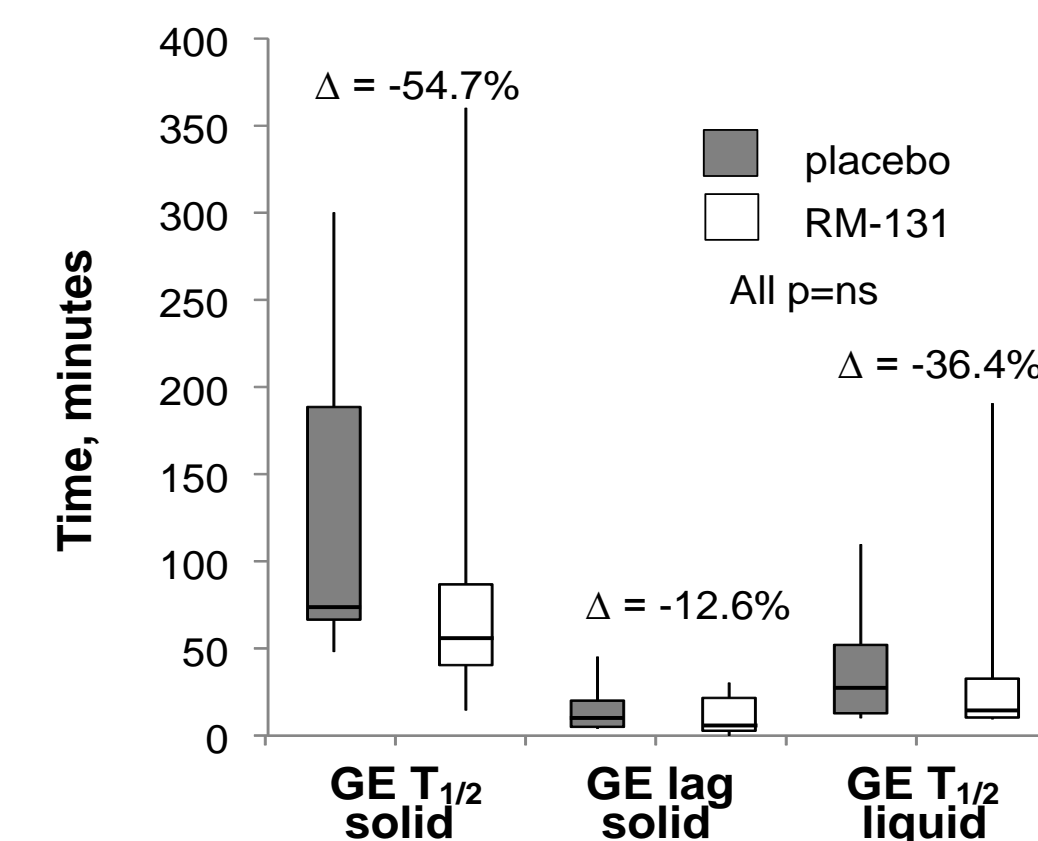 400
Δ = -54.7%
350
placebo
300
RM-131
All p=ns
250
Δ = -36.4%
200
150
100
Δ = -12.6%
50
0
Time, minutes
GE T1/2 solid
GE lag solid
GE T1/2 liquid